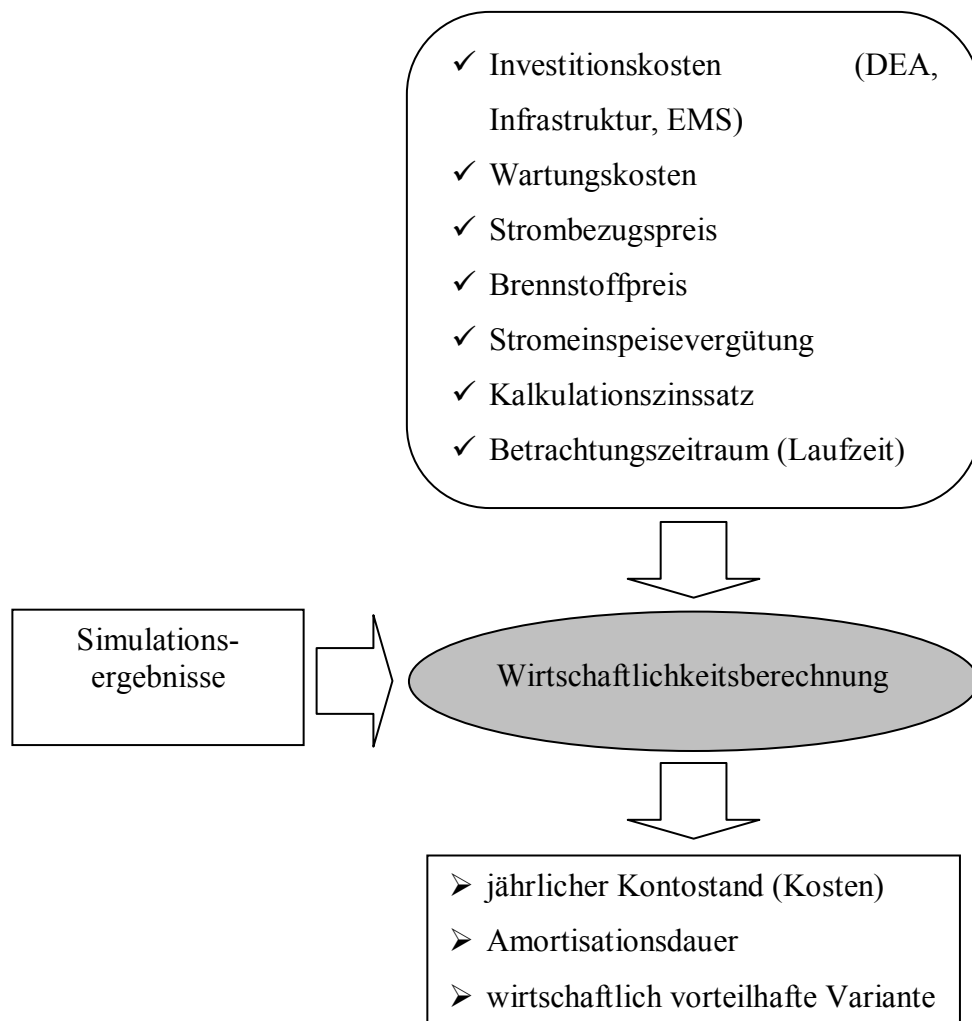 ✓ Investitionskosten (DEA,
Infrastruktur, EMS)
✓ Wartungskosten
✓ Strombezugspreis
✓ Brennstoffpreis
✓ Stromeinspeisevergütung
✓ Kalkulationszinssatz
✓ Betrachtungszeitraum (Laufzeit)
Simulations-
ergebnisse
Wirtschaftlichkeitsberechnung
➢ jährlicher Kontostand (Kosten)
➢ Amortisationsdauer
➢ wirtschaftlich vorteilhafte Variante